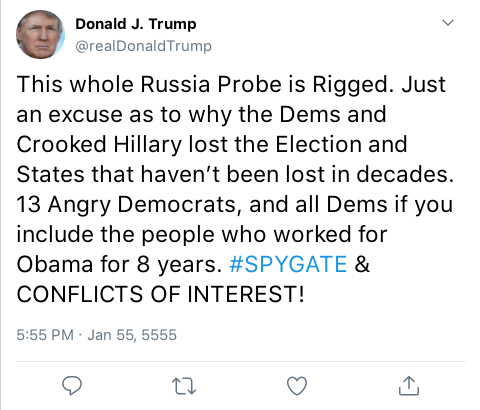 Donald J. Trump
@realDonaldTrump
This whole Russia Probe is Rigged. Just
an excuse as to why the Dems and
Crooked Hillary lost the Election and
States that haven’t been lost in decades.
13 Angry Democrats, and all Dems if you
include the people who worked for
Obama for 8 years. #SPYGATE &
CONFLICTS OF INTEREST!
5:55 PM · Jan 55, 5555